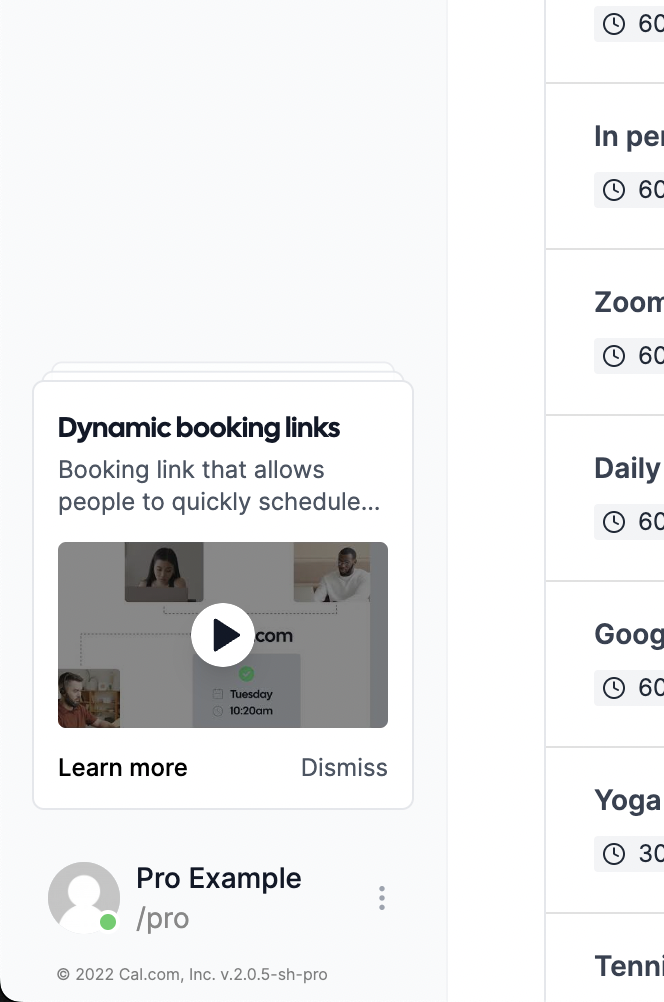 Dynamic booking links
Booking link that allows
people to quickly schedule...
.com
Tuesday
10:20am
Learn more
Dismiss
Pro Example
/pro
© 2022 Cal.com, Inc. v.2.0.5-sh-pro
60
In per
60
Zoom
60
Daily
60
Goog
60
Yoga
30
Tenni